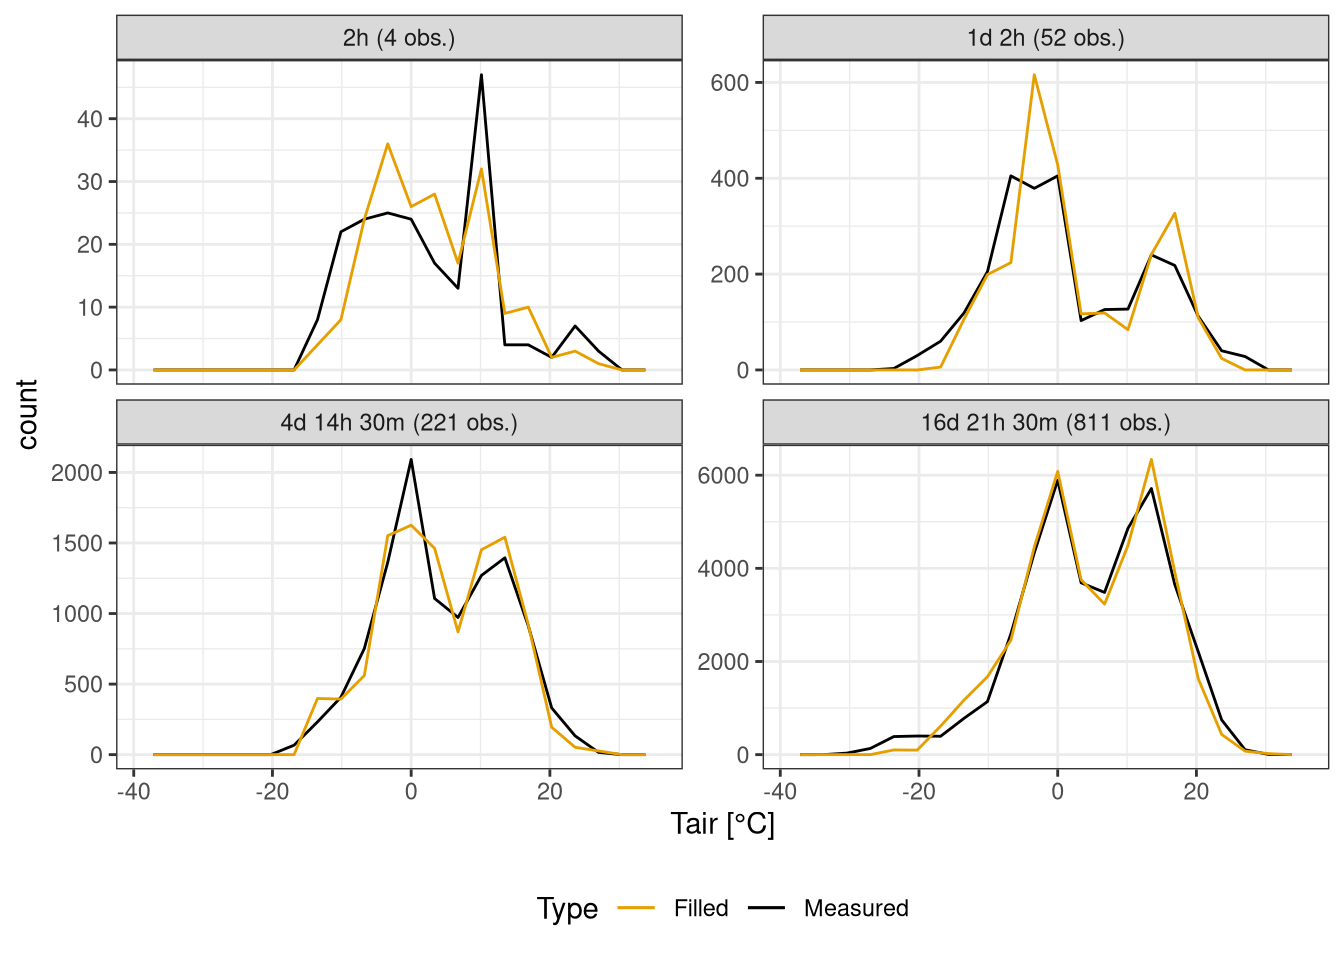 2h (4 obs.)
1d 2h (52 obs.)
40
30
20
10
0
600
400
200
0
4d 14h 30m (221 obs.)
16d 21h 30m (811 obs.)
2000
1500
1000
500
0
6000
4000
2000
0
-40 -20 0 20
-40 -20 0 20
count
Tair [°C]
Type Filled Measured